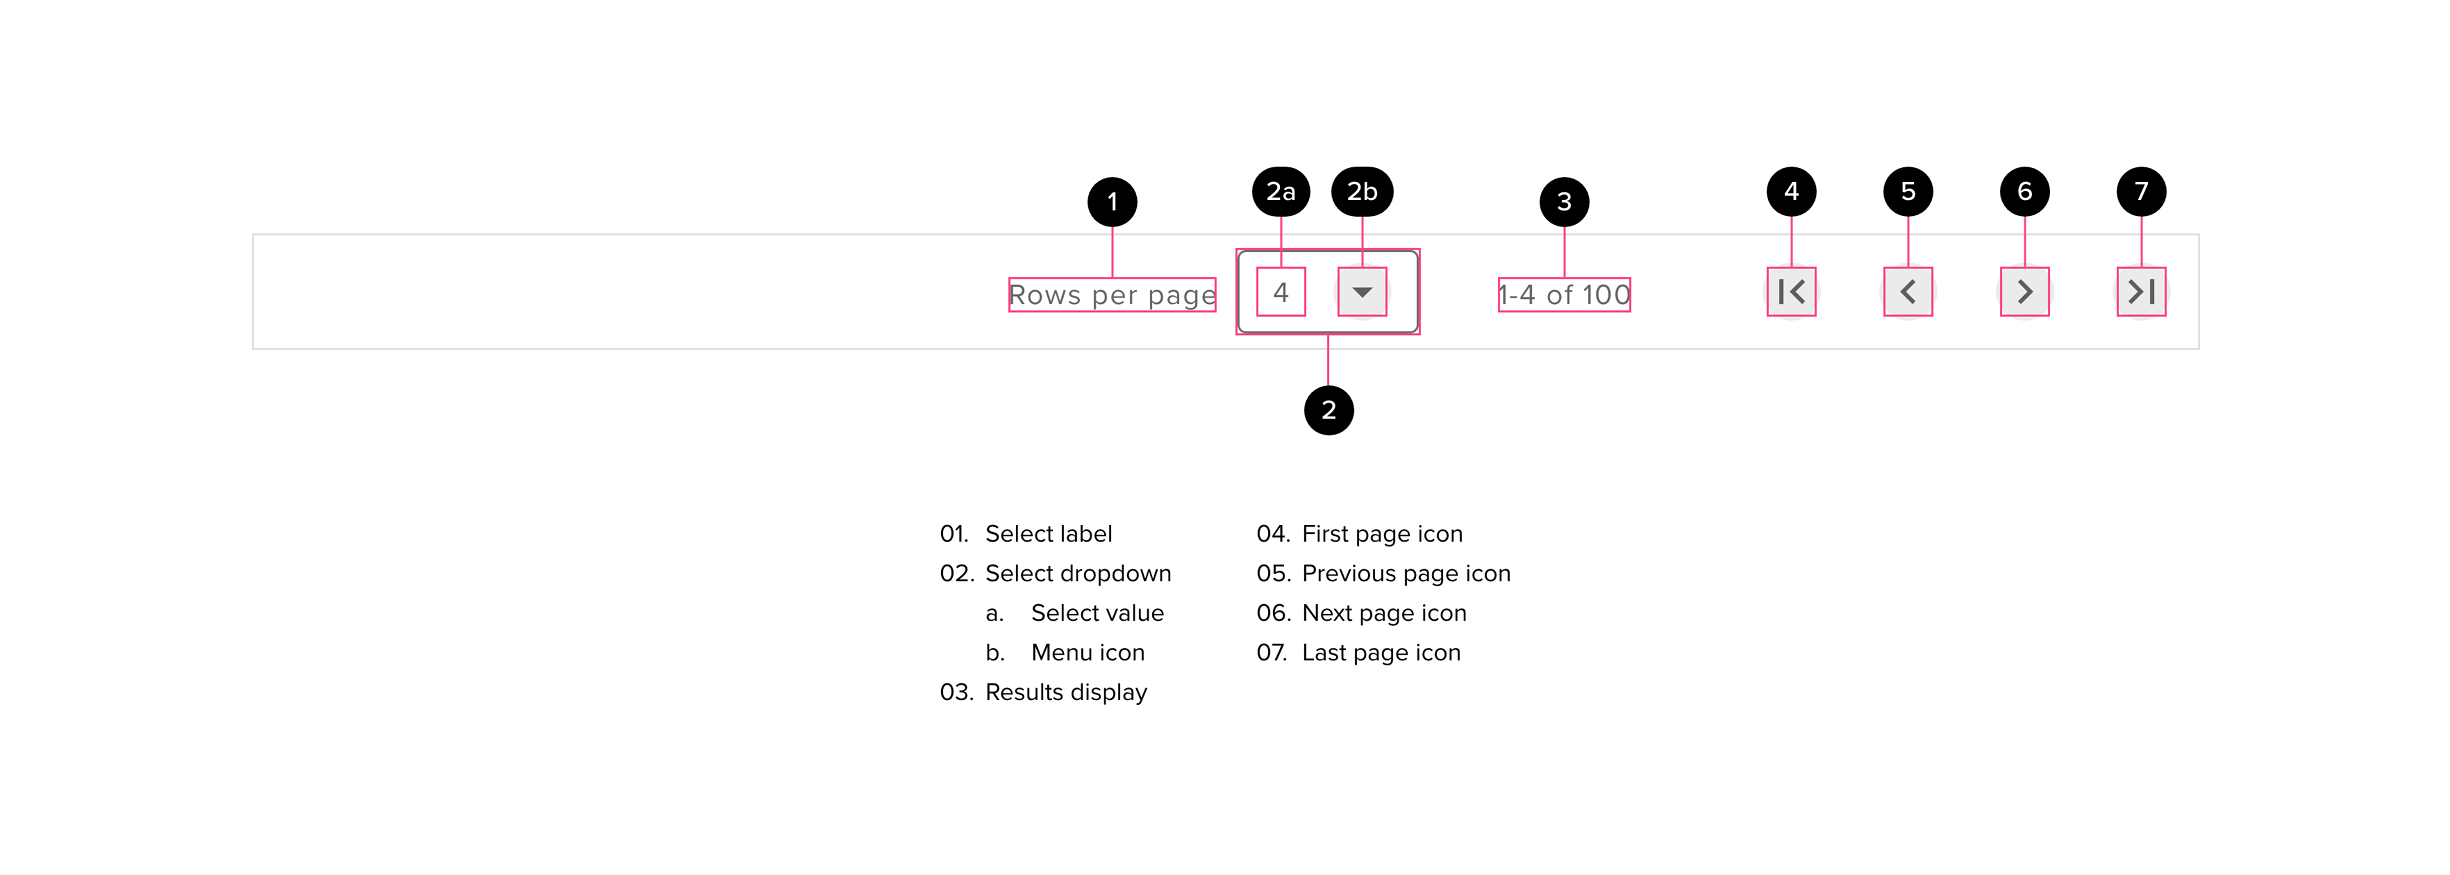 1
2a
2b
3
4
5
6
7
Rows per page
4
1-4 of 100
2
01. Select label
02. Select dropdown
a. Select value
b. Menu icon
03. Results display
04. First page icon
05. Previous page icon
06. Next page icon
07. Last page icon